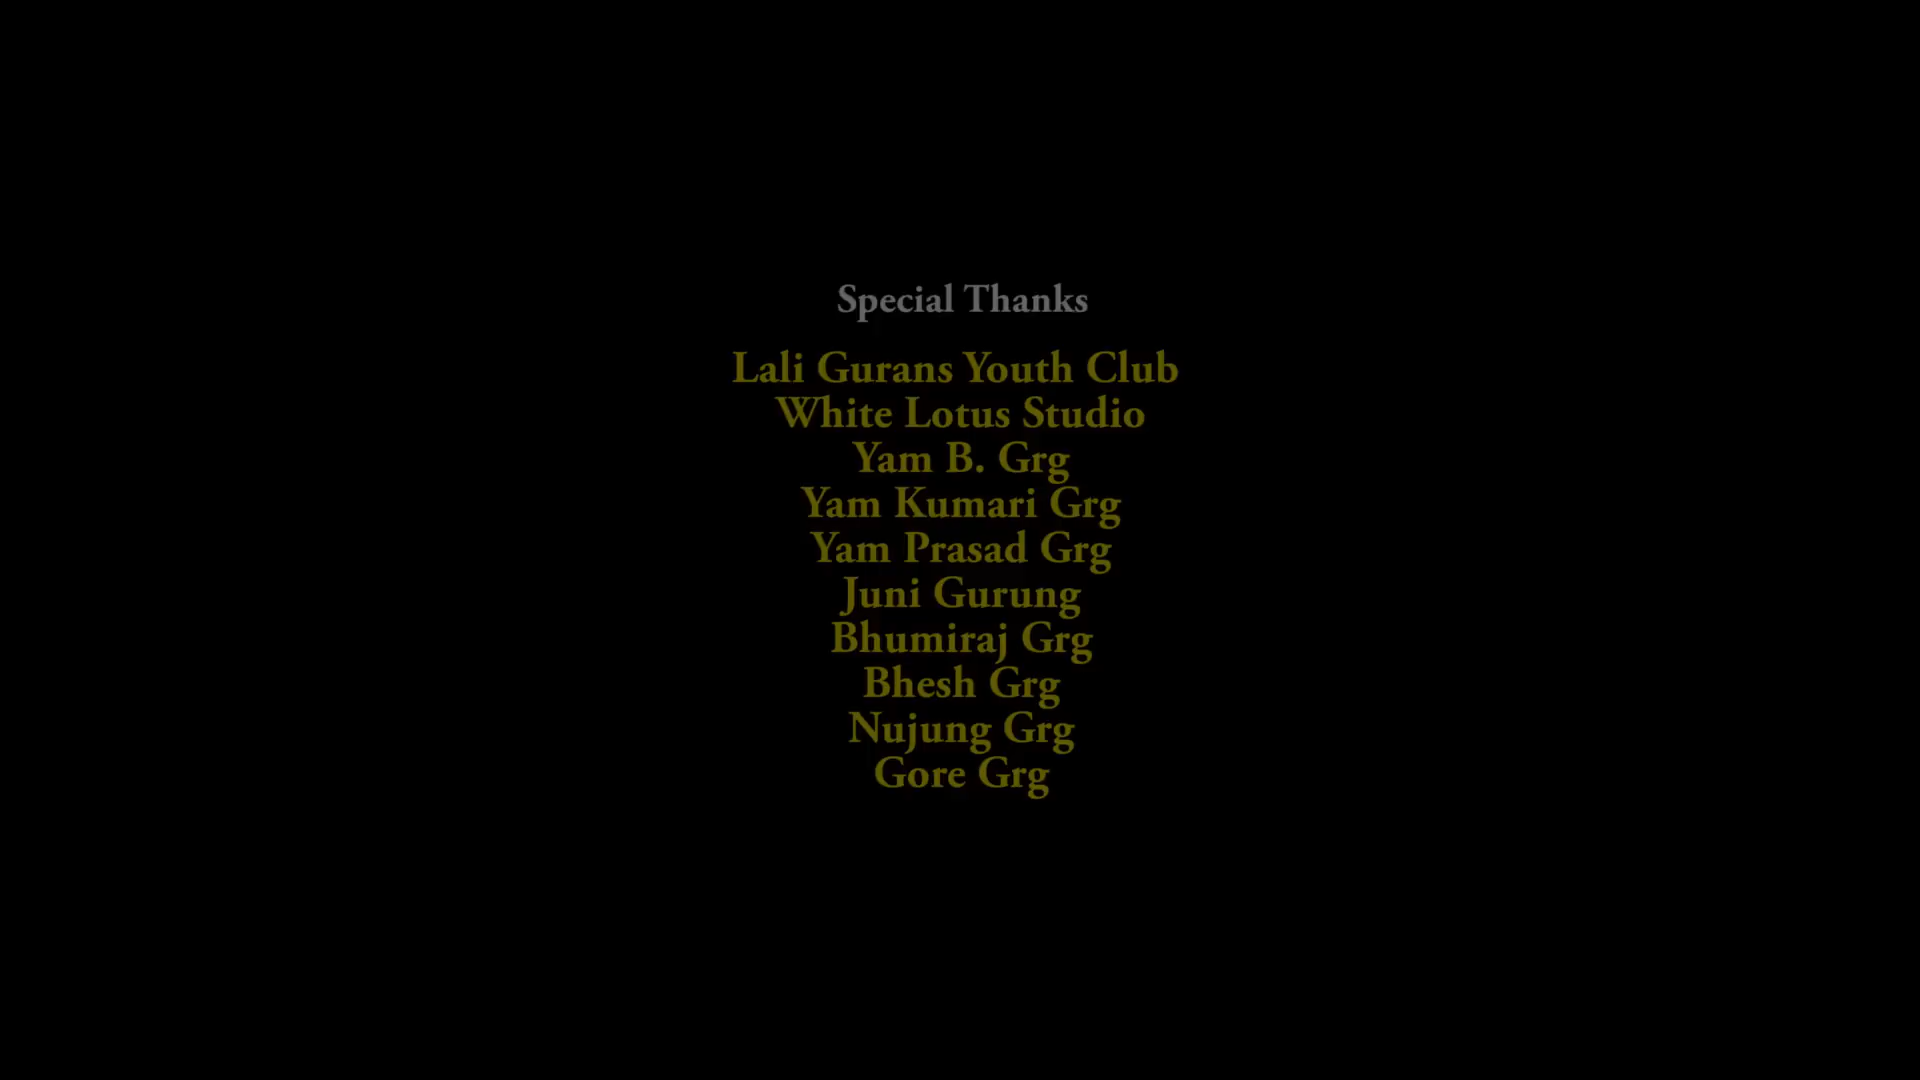 Special Thanks
Lali Gurans Youth Club
White Lotus Studio
Yam B. Grg
Yam Kumari Grg
Yam Prasad Grg
Juni Gurung
Bhumiraj Grg
Bhesh Grg
Nujung Grg
Gore Grg